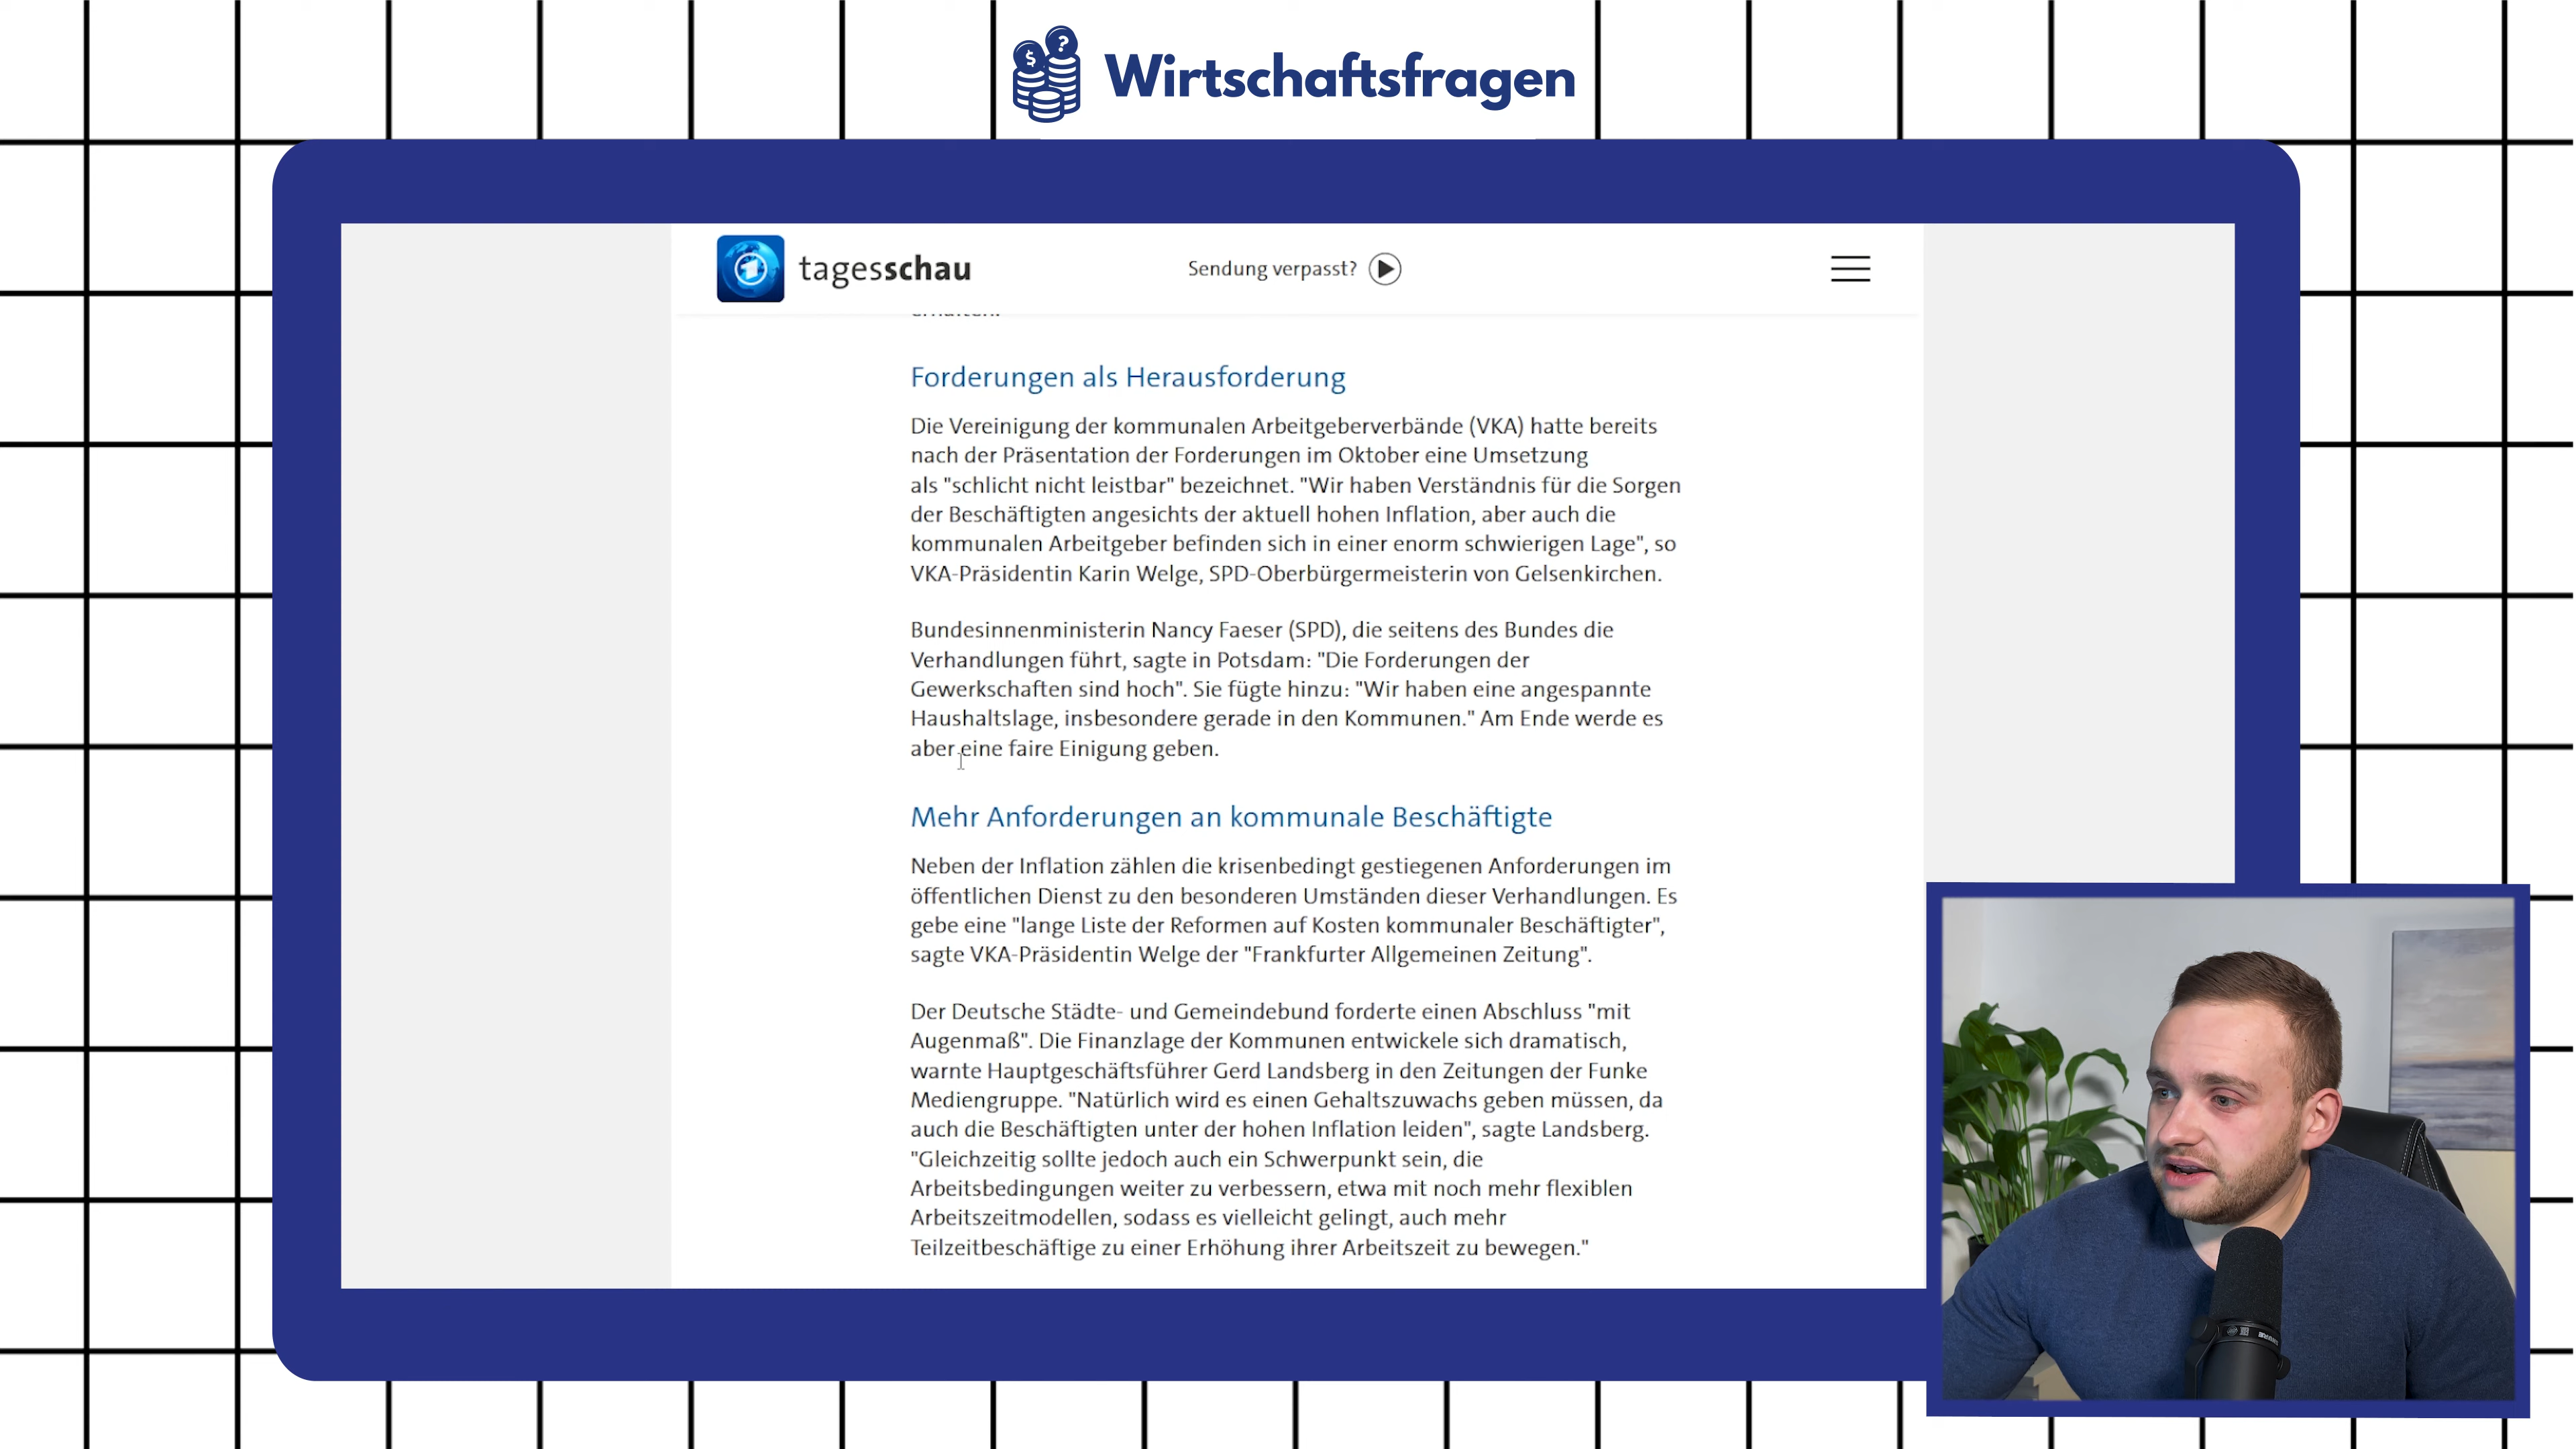 Wirtschaftsfragen
tagesschau
Sendung verpasst?
Forderungen als Herausforderung
Die Vereinigung der kommunalen Arbeitgeberverbände (VKA) hatte bereits
nach der Präsentation der Forderungen im Oktober eine Umsetzung
als "schlicht nicht leistbar" bezeichnet. "Wir haben Verständnis für die Sorgen
der Beschäftigten angesichts der aktuell hohen Inflation, aber auch die
kommunalen Arbeitgeber befinden sich in einer enorm schwierigen Lage", so
VKA-Präsidentin Karin Welge, SPD-Oberbürgermeisterin von Gelsenkirchen.
Bundesinnenministerin Nancy Faeser (SPD), die seitens des Bundes die
Verhandlungen führt, sagte in Potsdam: "Die Forderungen der
Gewerkschaften sind hoch". Sie fügte hinzu: "Wir haben eine angespannte
Haushaltslage, insbesondere gerade in den Kommunen." Am Ende werde es
aber eine faire Einigung geben.
Mehr Anforderungen an kommunale Beschäftigte
Neben der Inflation zählen die krisenbedingt gestiegenen Anforderungen im
öffentlichen Dienst zu den besonderen Umständen dieser Verhandlungen. Es
gebe eine "lange Liste der Reformen auf Kosten kommunaler Beschäftigter",
sagte VKA-Präsidentin Welge der "Frankfurter Allgemeinen Zeitung".
Der Deutsche Städte- und Gemeindebund forderte einen Abschluss "mit
Augenmaß". Die Finanzlage der Kommunen entwickele sich dramatisch,
warnte Hauptgeschäftsführer Gerd Landsberg in den Zeitungen der Funke
Mediengruppe. "Natürlich wird es einen Gehaltszuwachs geben müssen, da
auch die Beschäftigten unter der hohen Inflation leiden", sagte Landsberg.
"Gleichzeitig sollte jedoch auch ein Schwerpunkt sein, die
Arbeitsbedingungen weiter zu verbessern, etwa mit noch mehr flexiblen
Arbeitszeitmodellen, sodass es vielleicht gelingt, auch mehr
Teilzeitbeschäftige zu einer Erhöhung ihrer Arbeitszeit zu bewegen."